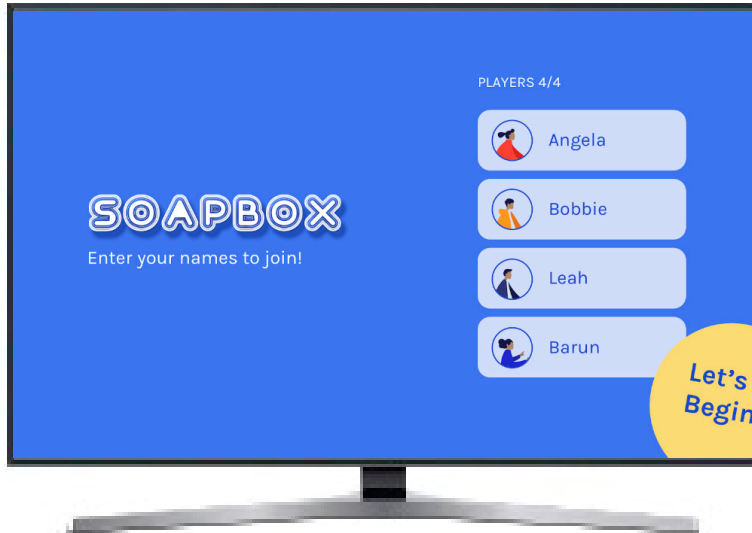 SOAPBOX
Enter your names to join!
PLAYERS 4/4
Angela
Bobbie
Leah
Barun
Let's
Begin